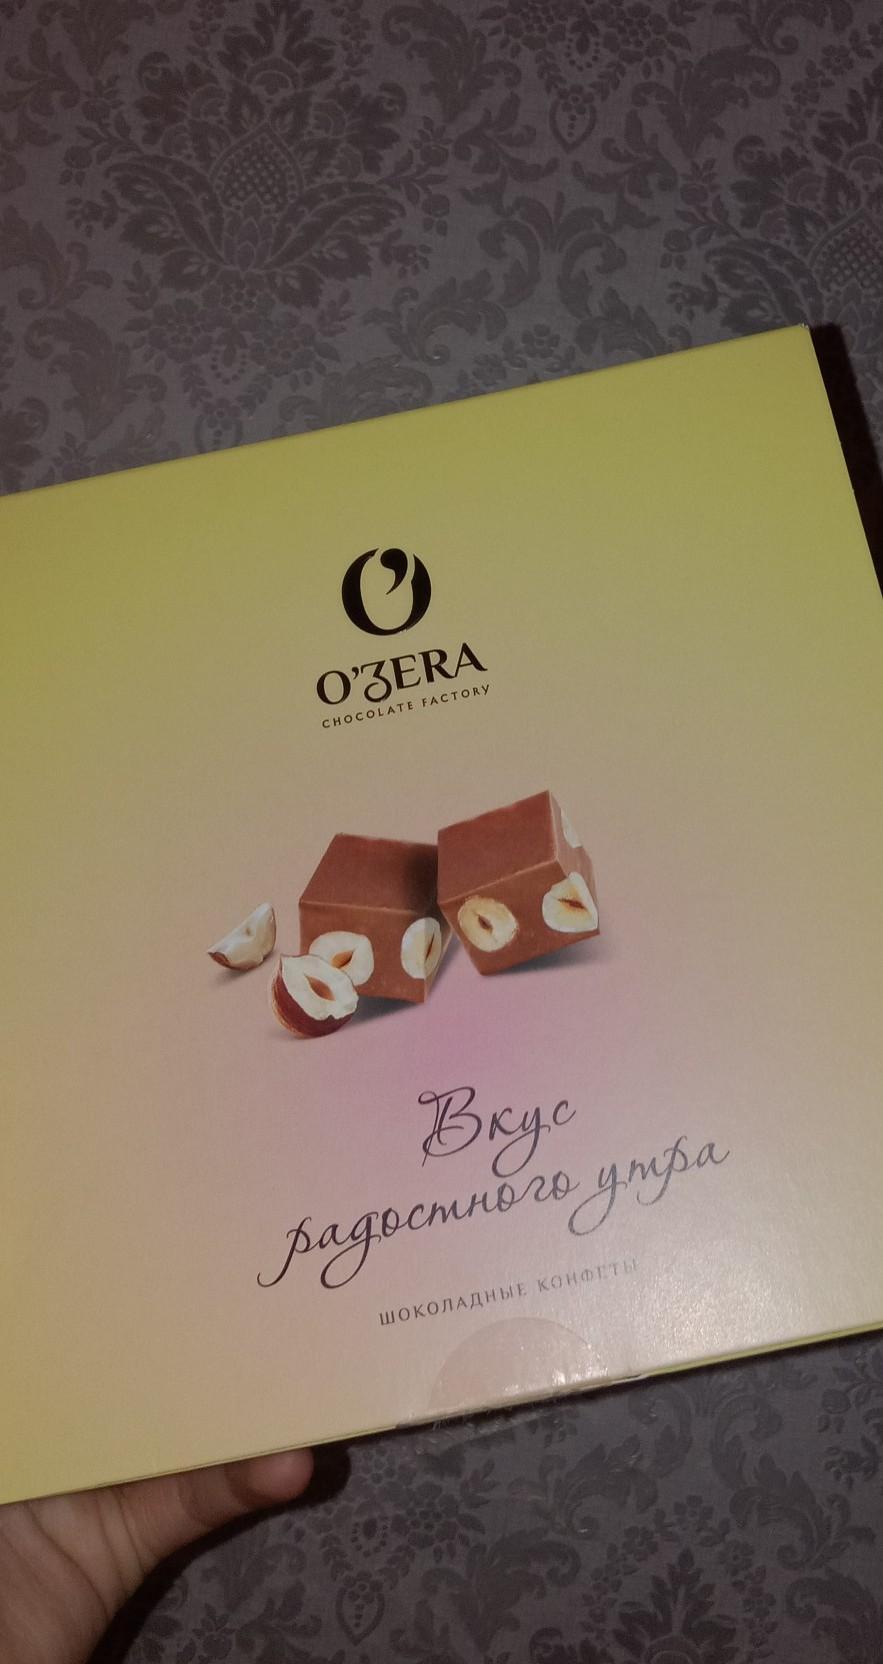 O'ZERA
CHOCOLATE FACTORY
Вкус
радостного утра
ШОКОЛАДНЫЕ КОНФЕТЫ